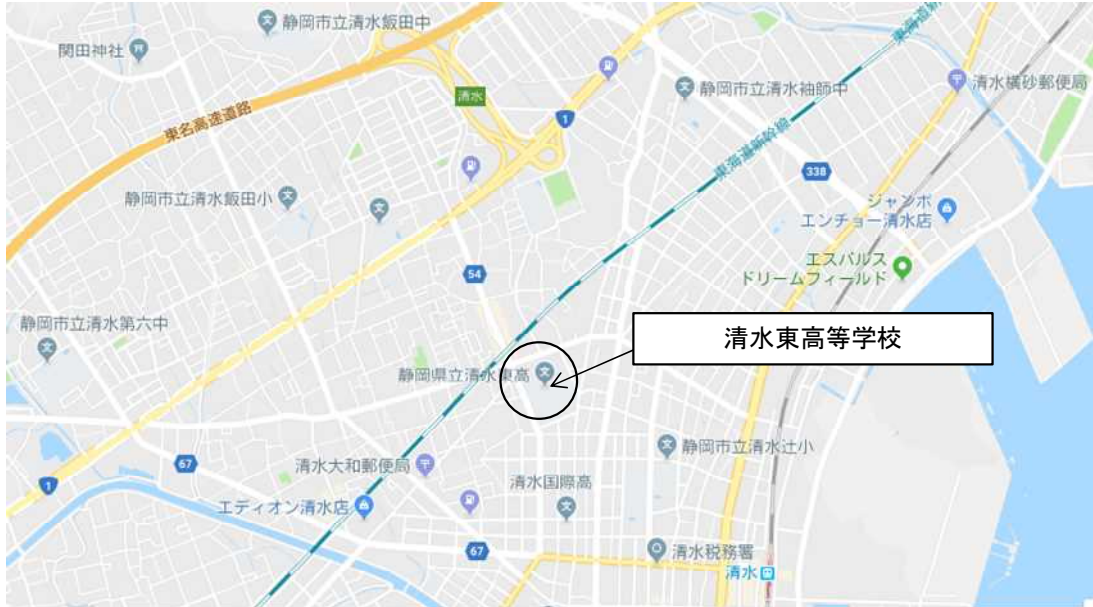 静岡市立清水飯田中
関田神社
東海道新
清水
静岡市立清水袖師中
清水横砂郵便局
東名高速道路
1
東海道新幹線
338
静岡市立清水飯田小
ジャンボ
エンチョー清水店
エスパルス
ドリームフィールド
54
静岡市立清水第六中
清水東高等学校
静岡県立清水東高
静岡市立清水辻小
67
清水大和郵便局
1
清水国際高
エディオン清水店
67
清水税務署
清水